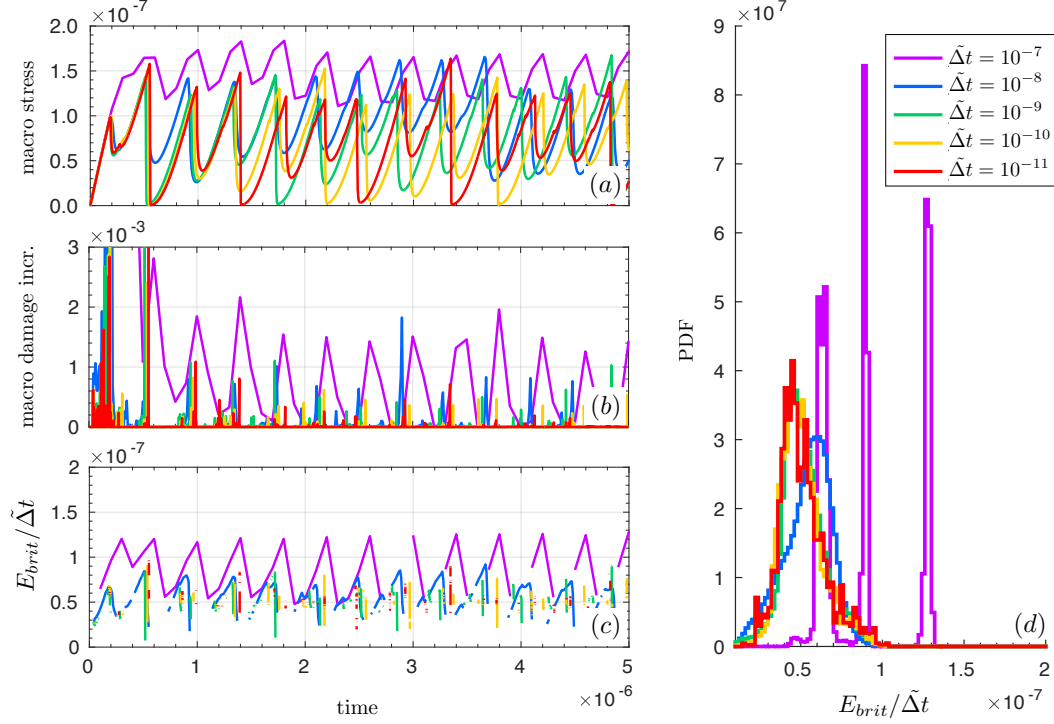 × 10⁻⁷
2.0
1.5
1.0
0.5
0.0
macro stress
(a)
× 10⁻³
3
2
1
0
macro damage incr.
(b)
× 10⁻⁷
2
1.5
1
0.5
0
E_brit/Δ̃t
(c)
0 1 2 3 4 5
time × 10⁻⁶
× 10⁷
9
8
7
6
5
4
3
2
1
0
PDF
Δ̃t = 10⁻⁷
Δ̃t = 10⁻⁸
Δ̃t = 10⁻⁹
Δ̃t = 10⁻¹⁰
Δ̃t = 10⁻¹¹
(d)
0.5 1 1.5 2
E_brit/Δ̃t × 10⁻⁷